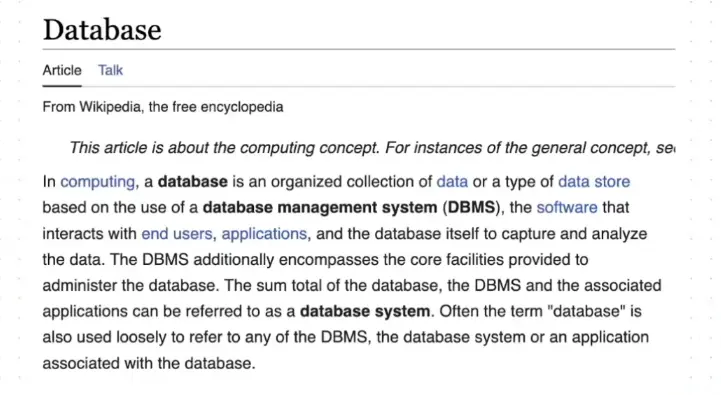 Database
Article Talk
From Wikipedia, the free encyclopedia
This article is about the computing concept. For instances of the general concept, see
In computing, a database is an organized collection of data or a type of data store
based on the use of a database management system (DBMS), the software that
interacts with end users, applications, and the database itself to capture and analyze
the data. The DBMS additionally encompasses the core facilities provided to
administer the database. The sum total of the database, the DBMS and the associated
applications can be referred to as a database system. Often the term "database" is
also used loosely to refer to any of the DBMS, the database system or an application
associated with the database.